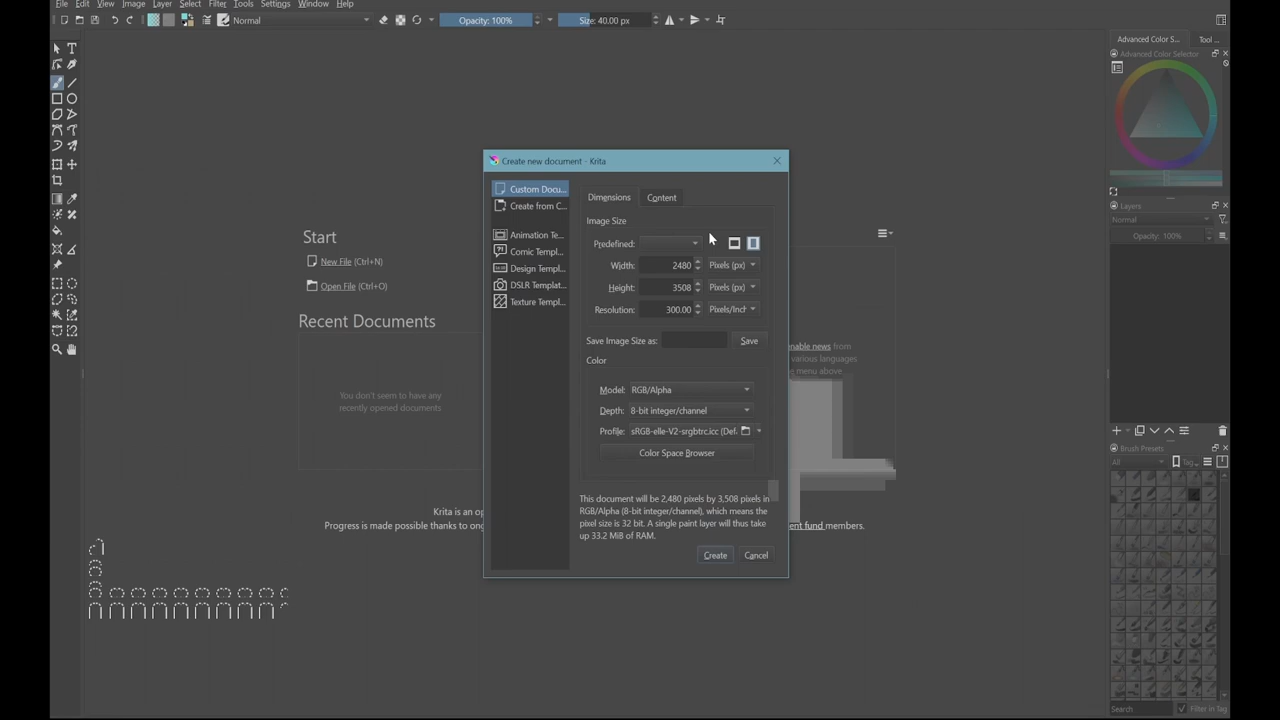 File Edit View Image Layer Select Filter Tools Settings Window Help
Normal Opacity: 100% Size: 40.00 px
Advanced Color S... Tool ...
Advanced Color Selector
Create new document - Krita
Custom Docu...
Create from C...
Animation Te...
Comic Templ...
Design Templ...
DSLR Templat...
Texture Templ...
Dimensions Content
Image Size
Predefined:
Width: 2480 Pixels (px)
Height: 3508 Pixels (px)
Resolution: 300.00 Pixels/Inch
Save Image Size as: Save
Color
Model: RGB/Alpha
Depth: 8-bit integer/channel
Profile: sRGB-elle-V2-srgbtrc.icc (Def
Color Space Browser
This document will be 2,480 pixels by 3,508 pixels in
RGB/Alpha (8-bit integer/channel), which means the
pixel size is 32 bit. A single paint layer will thus take
up 33.2 MiB of RAM.
Create Cancel
Start
New File (Ctrl+N)
Open File (Ctrl+O)
Recent Documents
You don't seem to have any
recently opened documents
nable news from
various languages
e menu above.
Krita is an op
Progress is made possible thanks to ong
ent fund members.
Layers
Normal
Opacity: 100%
Brush Presets
All Tag
Search Filter in Tag